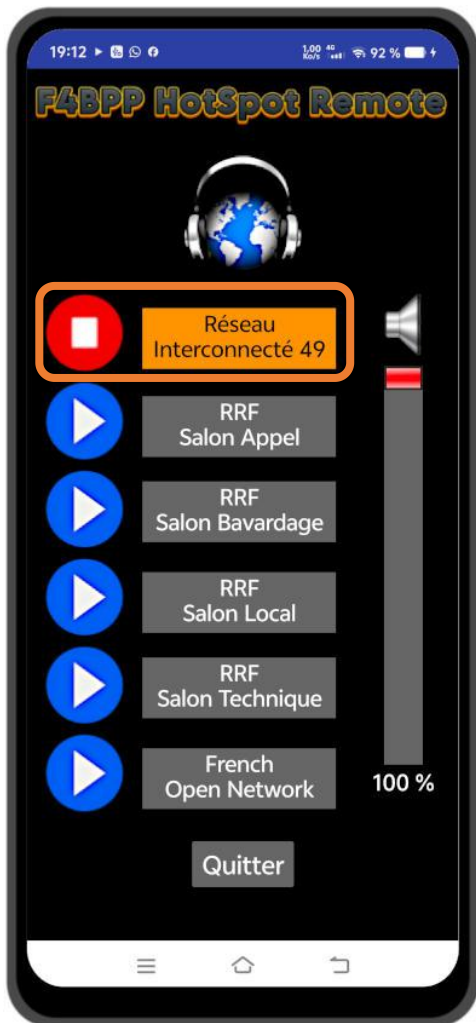 19:12
1,00 Ko/s 4G 92 %
F4BPP HotSpot Remote
Réseau
Interconnecté 49
RRF
Salon Appel
RRF
Salon Bavardage
RRF
Salon Local
RRF
Salon Technique
French
Open Network
100 %
Quitter